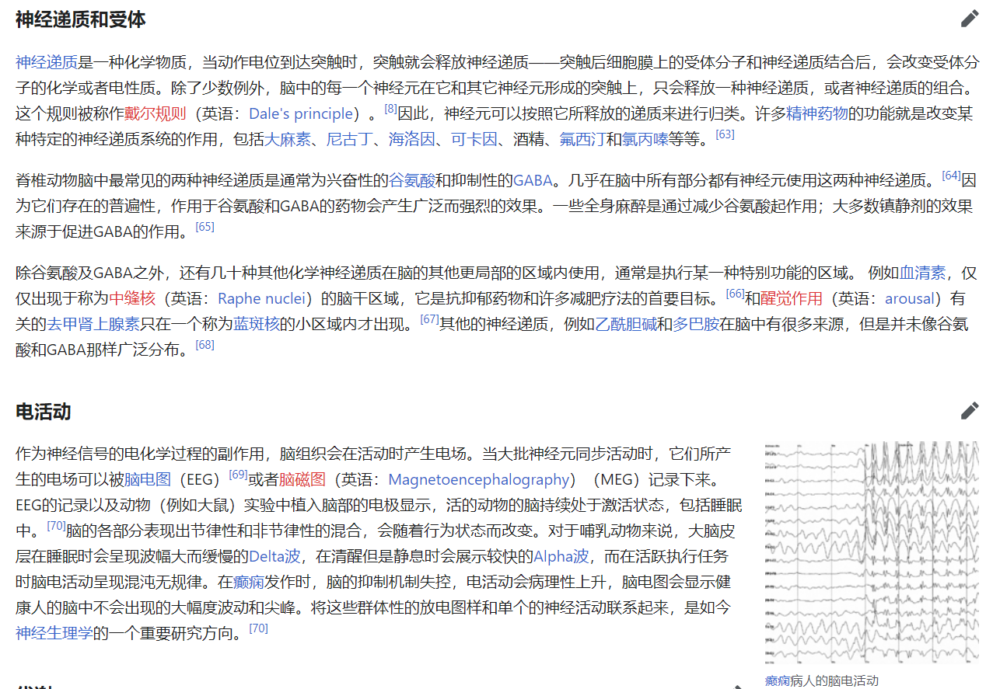 神经递质和受体
神经递质是一种化学物质，当动作电位到达突触时，突触就会释放神经递质——突触后细胞膜上的受体分子和神经递质结合后，会改变受体分
子的化学或者电性质。除了少数例外，脑中的每一个神经元在它和其它神经元形成的突触上，只会释放一种神经递质，或者神经递质的组合。
这个规则被称作戴尔规则（英语：Dale's principle）。[8]因此，神经元可以按照它所释放的递质来进行归类。许多精神药物的功能就是改变某
种特定的神经递质系统的作用，包括大麻素、尼古丁、海洛因、可卡因、酒精、氟西汀和氯丙嗪等等。[63]
脊椎动物脑中最常见的两种神经递质是通常为兴奋性的谷氨酸和抑制性的GABA。几乎在脑中所有部分都有神经元使用这两种神经递质。[64]因
为它们存在的普遍性，作用于谷氨酸和GABA的药物会产生广泛而强烈的效果。一些全身麻醉是通过减少谷氨酸起作用；大多数镇静剂的效果
来源于促进GABA的作用。[65]
除谷氨酸及GABA之外，还有几十种其他化学神经递质在脑的其他更局部的区域内使用，通常是执行某一种特别功能的区域。 例如血清素，仅
仅出现于称为中缝核（英语：Raphe nuclei）的脑干区域，它是抗抑郁药物和许多减肥疗法的首要目标。[66]和醒觉作用（英语：arousal）有
关的去甲肾上腺素只在一个称为蓝斑核的小区域内才出现。[67]其他的神经递质，例如乙酰胆碱和多巴胺在脑中有很多来源，但是并未像谷氨
酸和GABA那样广泛分布。[68]
电活动
作为神经信号的电化学过程的副作用，脑组织会在活动时产生电场。当大批神经元同步活动时，它们所产
生的电场可以被脑电图（EEG）[69]或者脑磁图（英语：Magnetoencephalography）（MEG）记录下来。
EEG的记录以及动物（例如大鼠）实验中植入脑部的电极显示，活的动物的脑持续处于激活状态，包括睡眠
中。[70]脑的各部分表现出节律性和非节律性的混合，会随着行为状态而改变。对于哺乳动物来说，大脑皮
层在睡眠时会呈现波幅大而缓慢的Delta波，在清醒但是静息时会展示较快的Alpha波，而在活跃执行任务
时脑电活动呈现混沌无规律。在癫痫发作时，脑的抑制机制失控，电活动会病理性上升，脑电图会显示健
康人的脑中不会出现的大幅度波动和尖峰。将这些群体性的放电图样和单个的神经活动联系起来，是如今
神经生理学的一个重要研究方向。[70]
癫痫病人的脑电活动